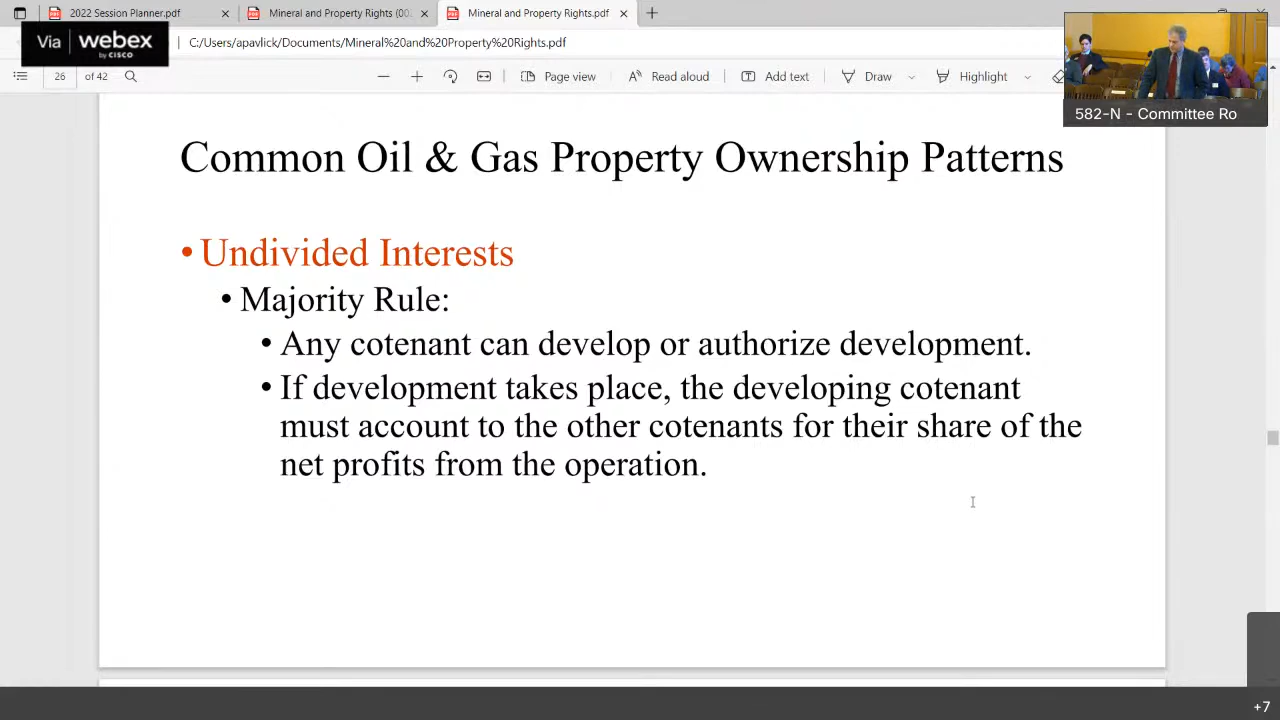 2022 Session Planner.pdf
Mineral and Property Rights (00
Mineral and Property Rights.pdf
Via webex
by CISCO
C:/Users/apavlick/Documents/Mineral%20and%20Property%20Rights.pdf
26 of 42
Page view
Read aloud
Add text
Draw
Highlight
582-N - Committee Ro
Common Oil & Gas Property Ownership Patterns
• Undivided Interests
• Majority Rule:
• Any cotenant can develop or authorize development.
• If development takes place, the developing cotenant
must account to the other cotenants for their share of the
net profits from the operation.
+7